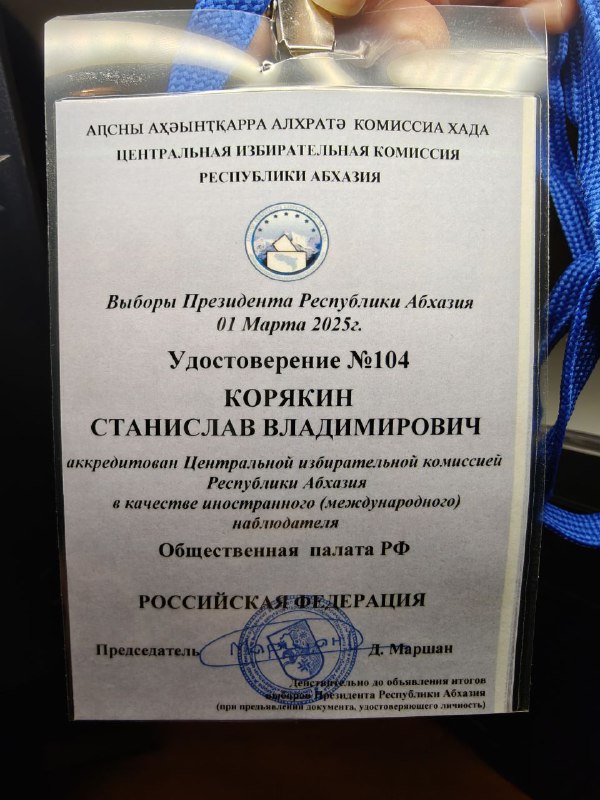 АԤСНЫ АҲӘЫНҬҚАРРА АЛХРАТӘ КОМИССИА ХАДА
ЦЕНТРАЛЬНАЯ ИЗБИРАТЕЛЬНАЯ КОМИССИЯ
РЕСПУБЛИКИ АБХАЗИЯ
Выборы Президента Республики Абхазия
01 Марта 2025г.
Удостоверение №104
КОРЯКИН
СТАНИСЛАВ ВЛАДИМИРОВИЧ
аккредитован Центральной избирательной комиссией
Республики Абхазия
в качестве иностранного (международного)
наблюдателя
Общественная палата РФ
РОССИЙСКАЯ ФЕДЕРАЦИЯ
Председатель Д. Маршан
Действительно до объявления итогов
выборов Президента Республики Абхазия
(при предъявлении документа, удостоверяющего личность)